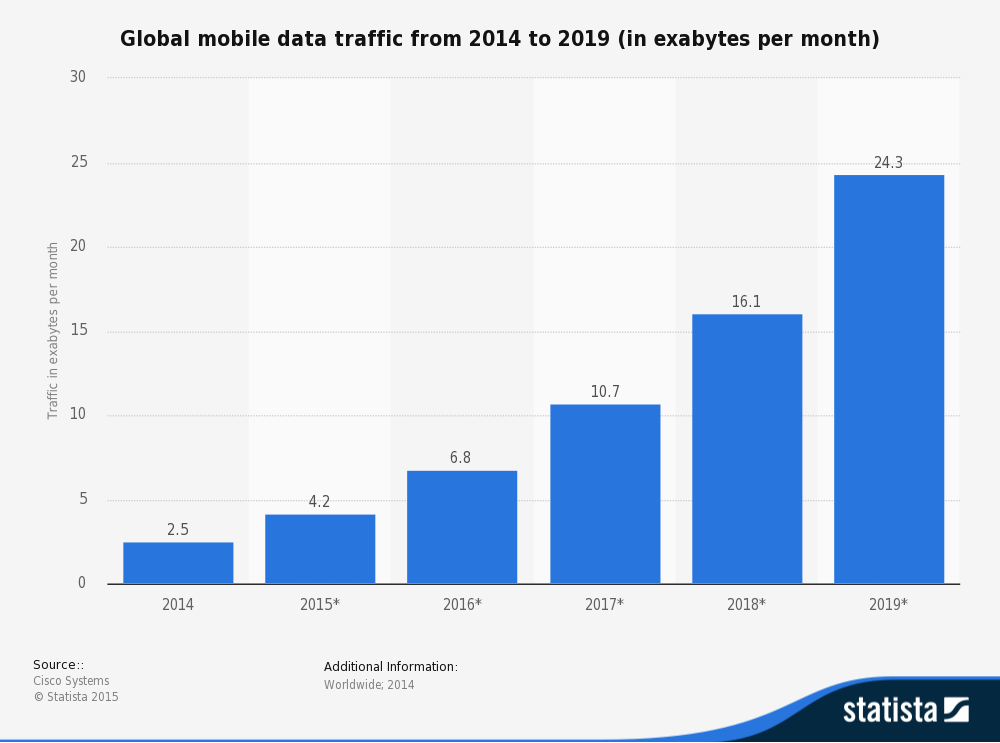 Global mobile data traffic from 2014 to 2019 (in exabytes per month)
30
25
20
15
10
5
0
Traffic in exabytes per month
2.5
4.2
6.8
10.7
16.1
24.3
2014
2015*
2016*
2017*
2018*
2019*
Source::
Cisco Systems
© Statista 2015
Additional Information:
Worldwide; 2014
statista